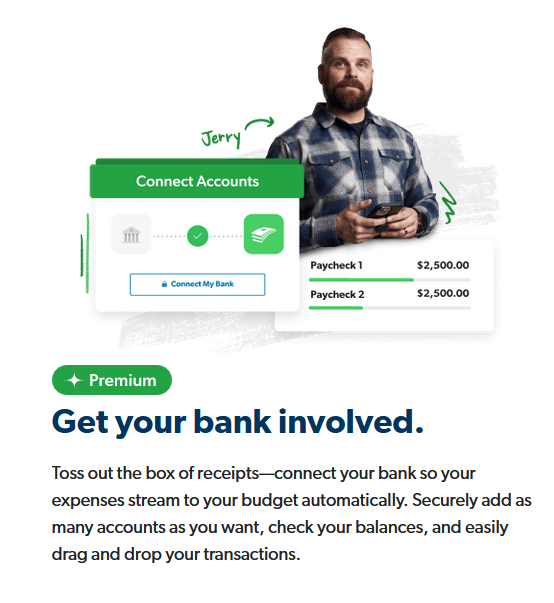 Jerry
Connect Accounts
Connect My Bank
Paycheck 1 $2,500.00
Paycheck 2 $2,500.00
Premium
Get your bank involved.
Toss out the box of receipts—connect your bank so your
expenses stream to your budget automatically. Securely add as
many accounts as you want, check your balances, and easily
drag and drop your transactions.